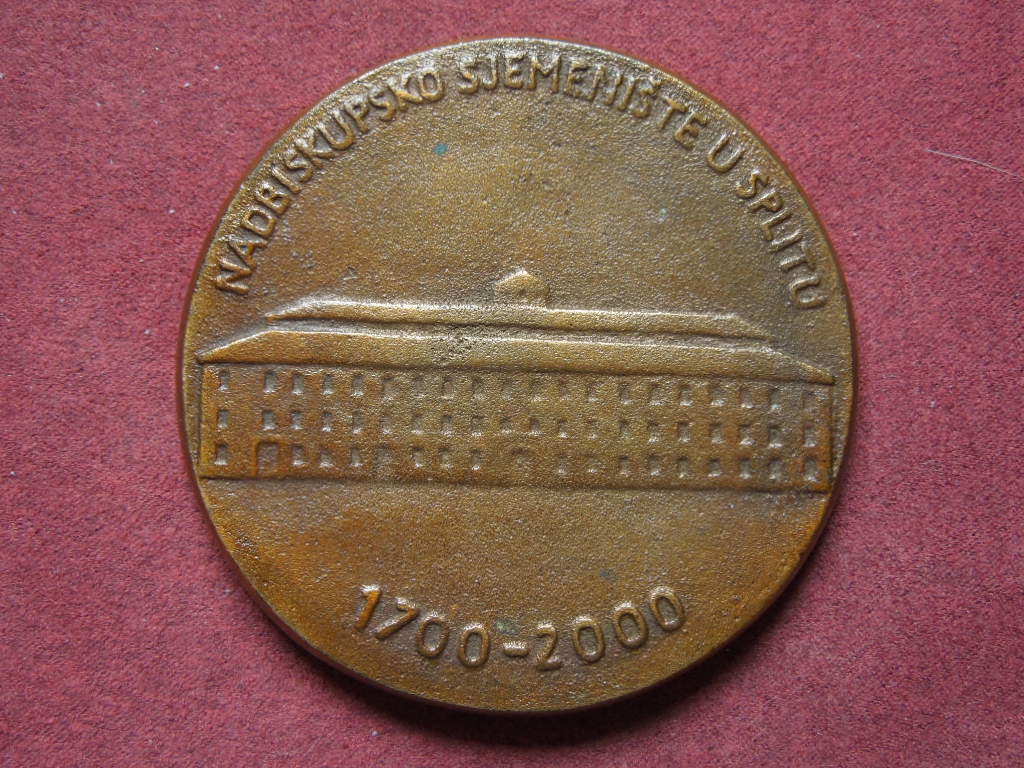 NADBISKUPSKO SJEMENIŠTE U SPLITU
1700-2000